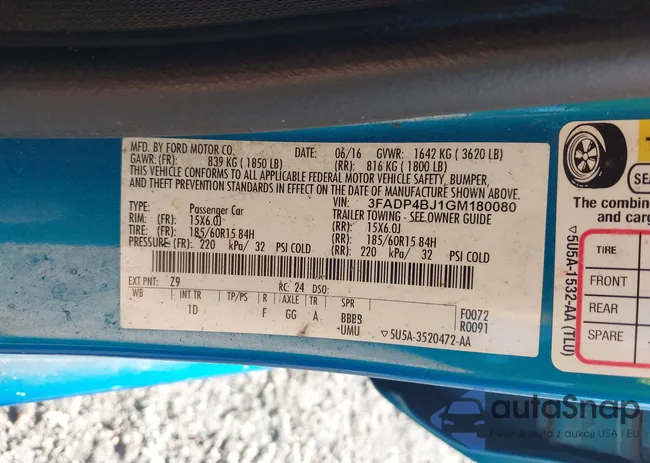 MFD. BY FORD MOTOR CO. DATE: 06/16 GVWR: 1642 KG ( 3620 LB)
GAWR: (FR): 839 KG ( 1850 LB) (RR): 816 KG ( 1800 LB)
THIS VEHICLE CONFORMS TO ALL APPLICABLE FEDERAL MOTOR VEHICLE SAFETY, BUMPER,
AND THEFT PREVENTION STANDARDS IN EFFECT ON THE DATE OF MANUFACTURE SHOWN ABOVE.
VIN: 3FADP4BJ1GM180080
TYPE: Passenger Car TRAILER TOWING - SEE OWNER GUIDE
RIM: (FR) 15X6.0J (RR): 15X6.0J
TIRE: (FR): 185/60R15 84H (RR) 185/60R15 84H
PRESSURE: (FR) 220 kPa/ 32 PSI COLD (RR) 220 kPa/ 32 PSI COLD
EXT PNT: Z9 RC: 24 DSO:
WB INT TR TP/PS R AXLE TR SPR
1D F GG A BBB9 F0072
-UMU R0091
▽5U5A-3520472-AA
SEA
The combin
and carg
TIRE
FRONT
REAR
SPARE
▽5U5A-1532-AA (TLU)
autoSnap
Pewne auta z aukcji USA i EU